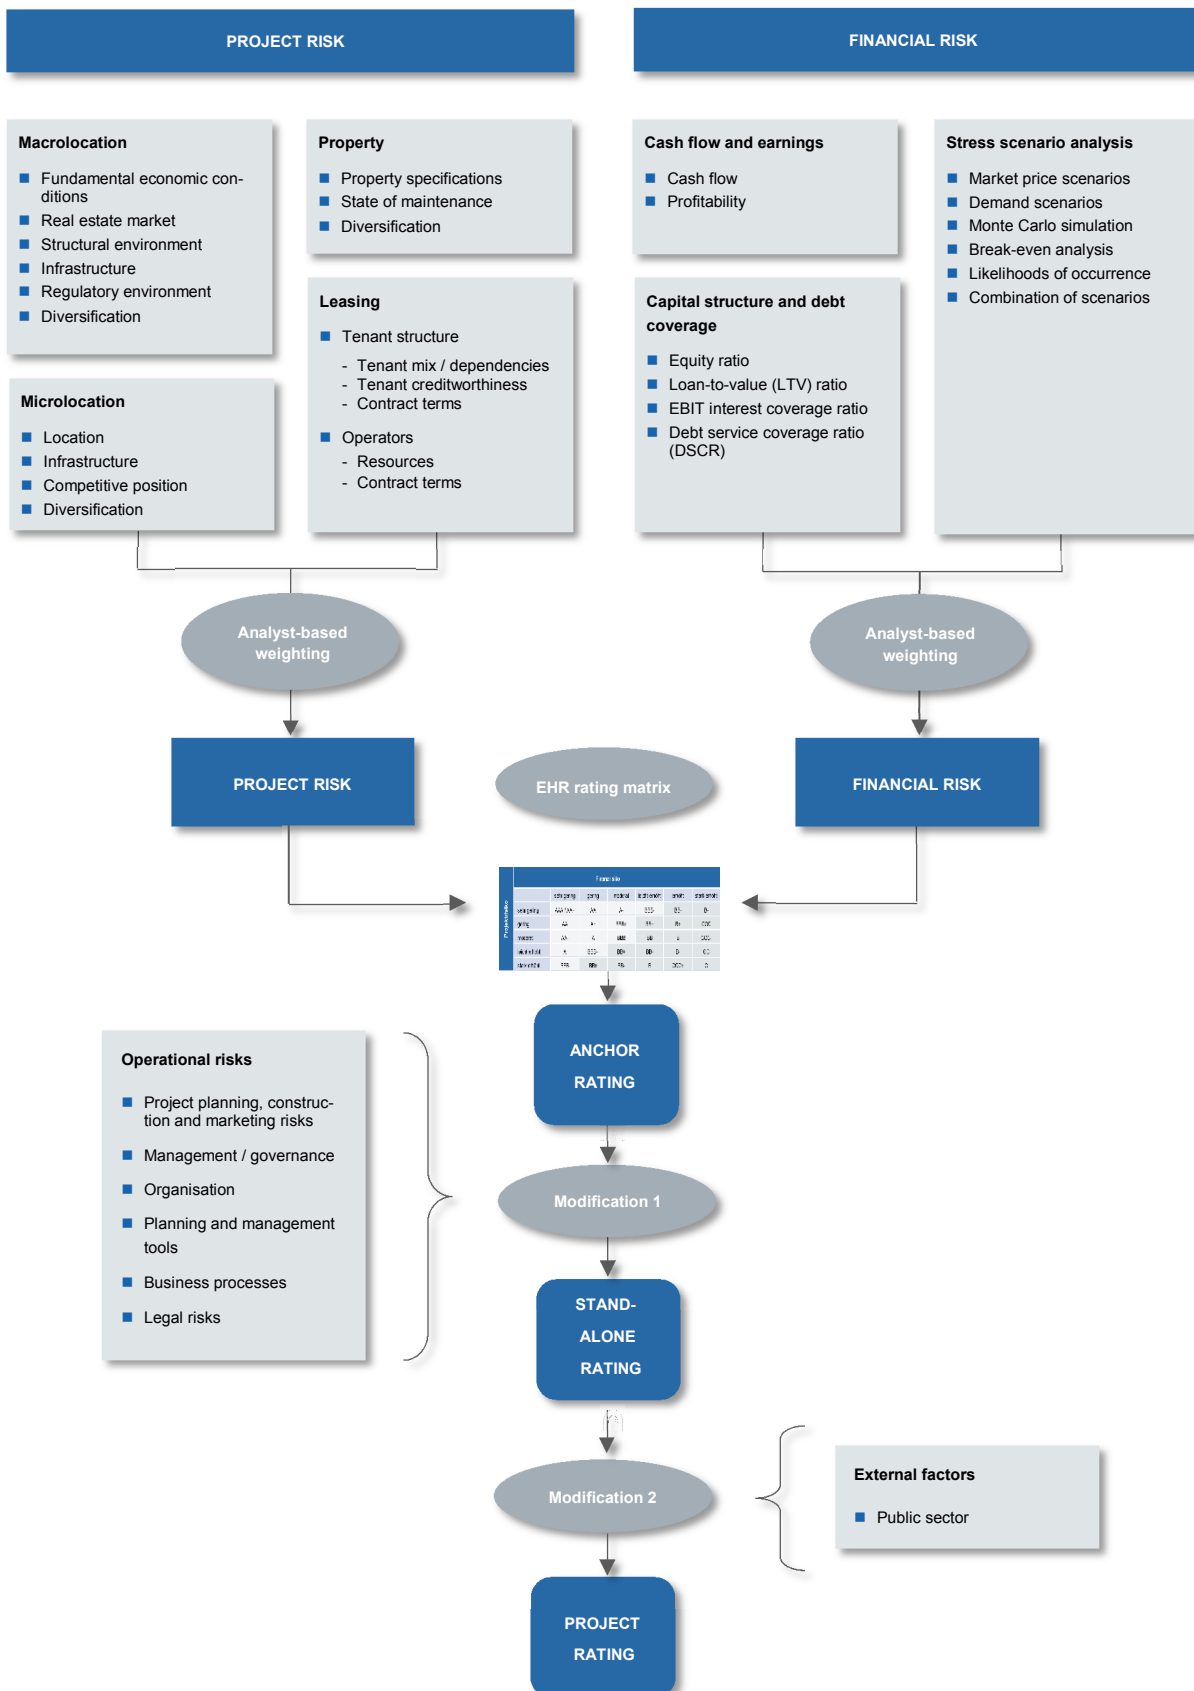 PROJECT RISK
FINANCIAL RISK
Macrolocation
Fundamental economic con-
ditions
Real estate market
Structural environment
Infrastructure
Regulatory environment
Diversification
Microlocation
Location
Infrastructure
Competitive position
Diversification
Property
Property specifications
State of maintenance
Diversification
Leasing
Tenant structure
- Tenant mix / dependencies
- Tenant creditworthiness
- Contract terms
Operators
- Resources
- Contract terms
Cash flow and earnings
Cash flow
Profitability
Capital structure and debt
coverage
Equity ratio
Loan-to-value (LTV) ratio
EBIT interest coverage ratio
Debt service coverage ratio
(DSCR)
Stress scenario analysis
Market price scenarios
Demand scenarios
Monte Carlo simulation
Break-even analysis
Likelihoods of occurrence
Combination of scenarios
Analyst-based
weighting
Analyst-based
weighting
PROJECT RISK
EHR rating matrix
FINANCIAL RISK
sehr gering gering
sehr gering
gering
ANCHOR
RATING
Operational risks
Project planning, construc-
tion and marketing risks
Management / governance
Organisation
Planning and management
tools
Business processes
Legal risks
Modification 1
STAND-
ALONE
RATING
Modification 2
External factors
Public sector
PROJECT
RATING